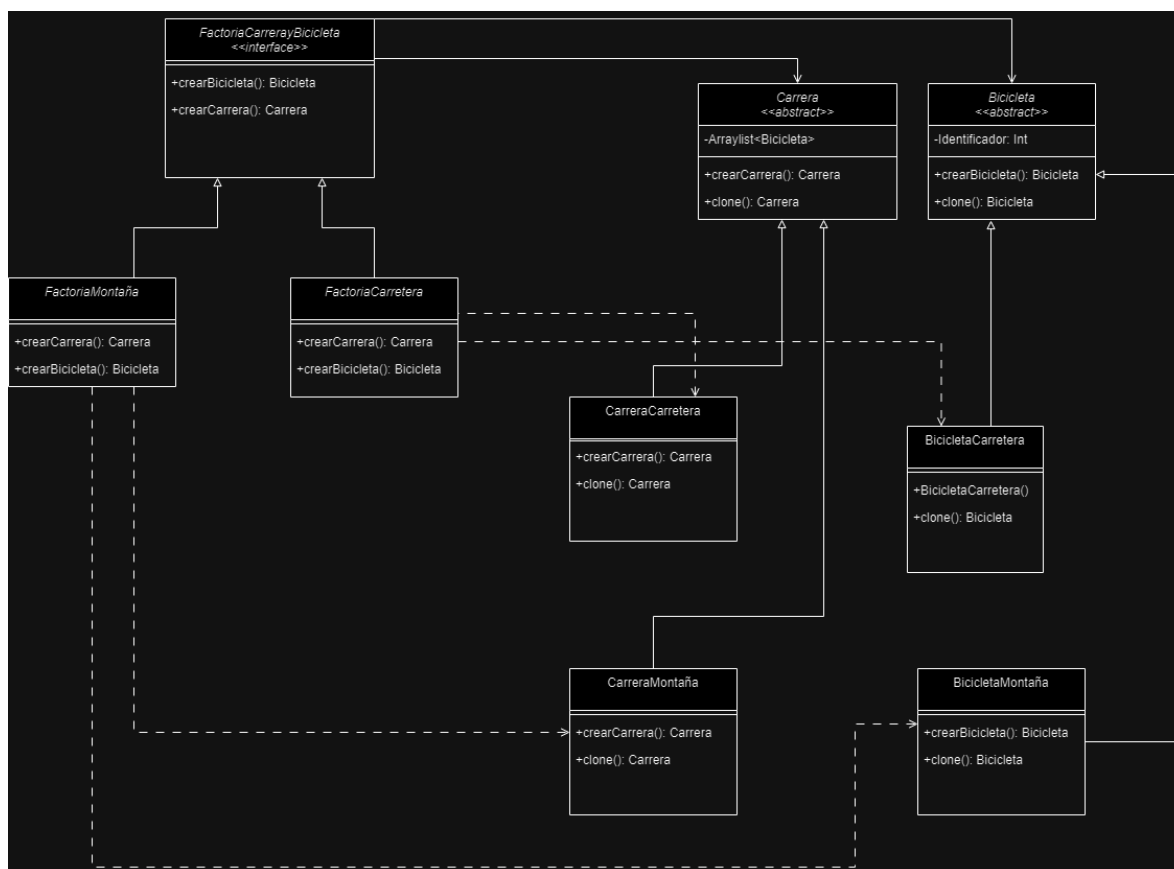 FactoriaCarrerayBicicleta
<<interface>>
+crearBicicleta(): Bicicleta
+crearCarrera(): Carrera
Carrera
<<abstract>>
-Arraylist<Bicicleta>
+crearCarrera(): Carrera
+clone(): Carrera
Bicicleta
<<abstract>>
-Identificador: Int
+crearBicicleta(): Bicicleta
+clone(): Bicicleta
FactoriaMontaña
+crearCarrera(): Carrera
+crearBicicleta(): Bicicleta
FactoriaCarretera
+crearCarrera(): Carrera
+crearBicicleta(): Bicicleta
CarreraCarretera
+crearCarrera(): Carrera
+clone(): Carrera
BicicletaCarretera
+BicicletaCarretera()
+clone(): Bicicleta
CarreraMontaña
+crearCarrera(): Carrera
+clone(): Carrera
BicicletaMontaña
+crearBicicleta(): Bicicleta
+clone(): Bicicleta